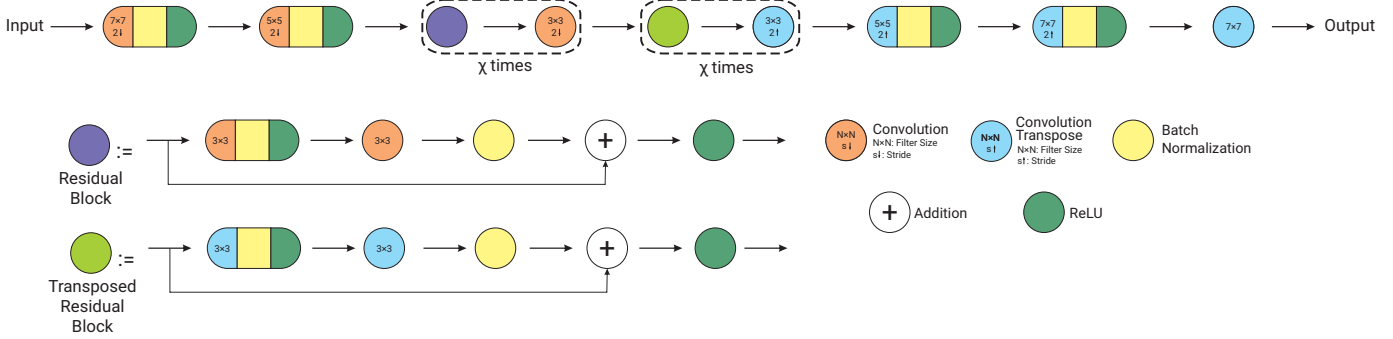 Input
7×7
2⭣
5×5
2⭣
3×3
2⭣
3×3
2⭡
5×5
2⭡
7×7
2⭡
7×7
Output
χ times
χ times
:=
Residual
Block
3×3
3×3
+
N×N
s⭣
Convolution
N×N: Filter Size
s⭣: Stride
N×N
s⭡
Convolution
Transpose
N×N: Filter Size
s⭡: Stride
Batch
Normalization
+ Addition
ReLU
:=
Transposed
Residual
Block
3×3
3×3
+